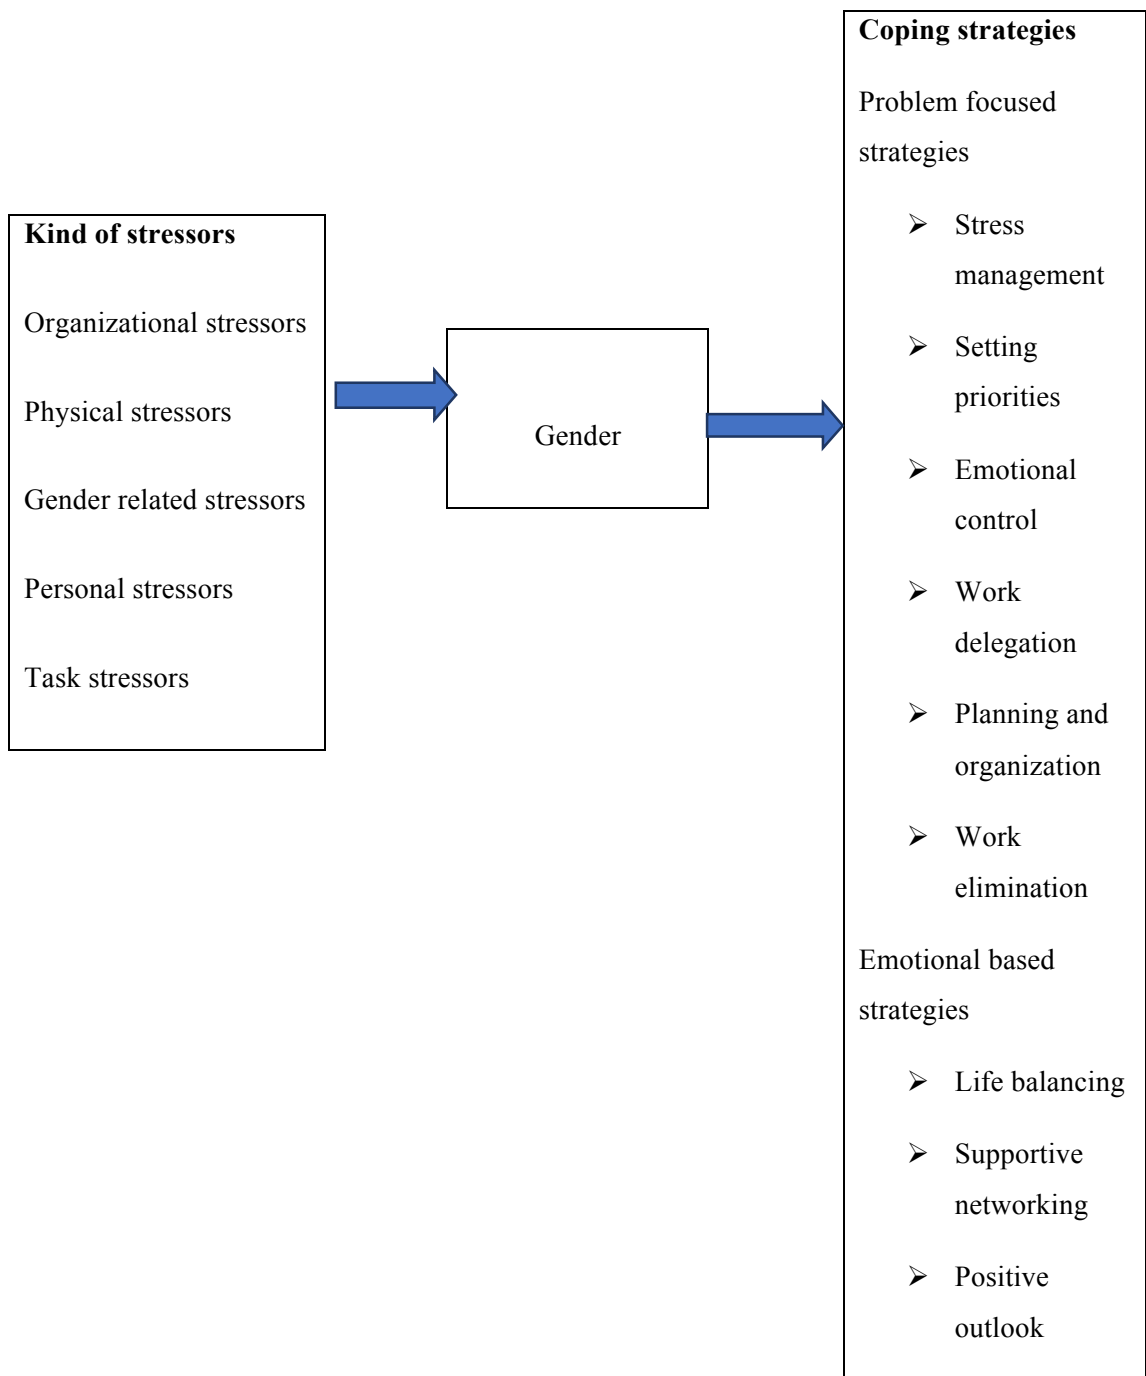 Kind of stressors
Organizational stressors
Physical stressors
Gender related stressors
Personal stressors
Task stressors
Gender
Coping strategies
Problem focused
strategies
➢ Stress
management
➢ Setting
priorities
➢ Emotional
control
➢ Work
delegation
➢ Planning and
organization
➢ Work
elimination
Emotional based
strategies
➢ Life balancing
➢ Supportive
networking
➢ Positive
outlook